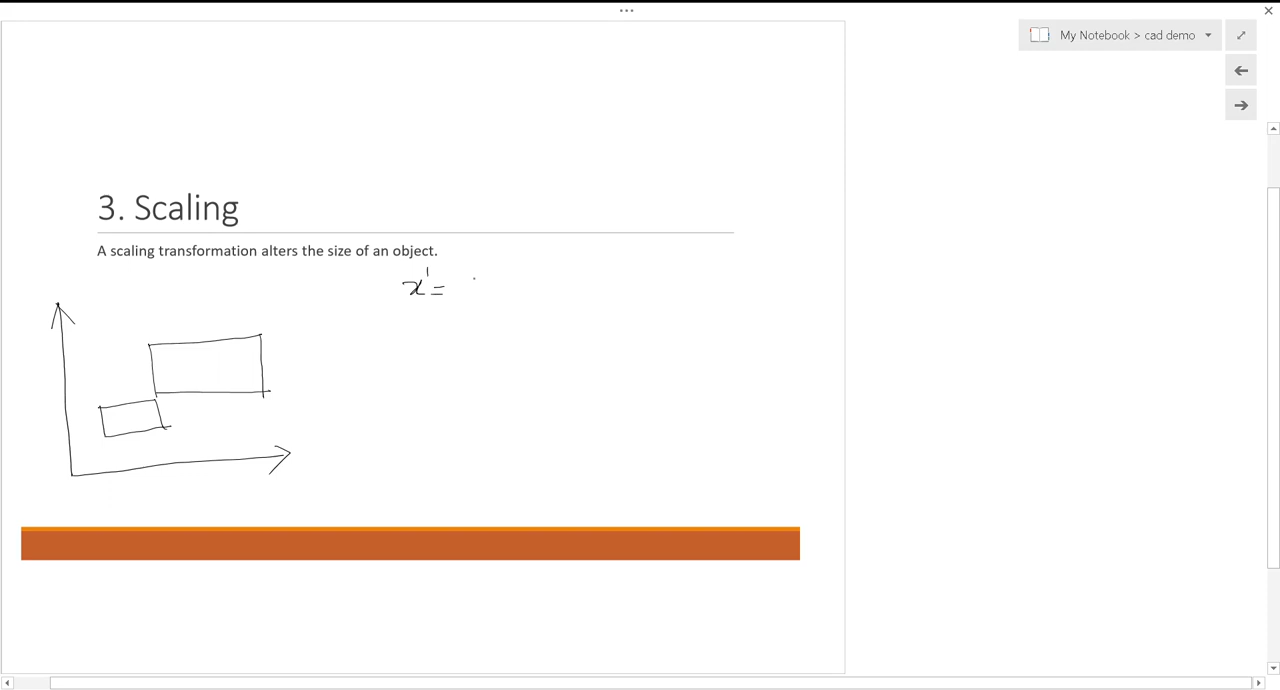 My Notebook > cad demo
3. Scaling
A scaling transformation alters the size of an object.
x' =